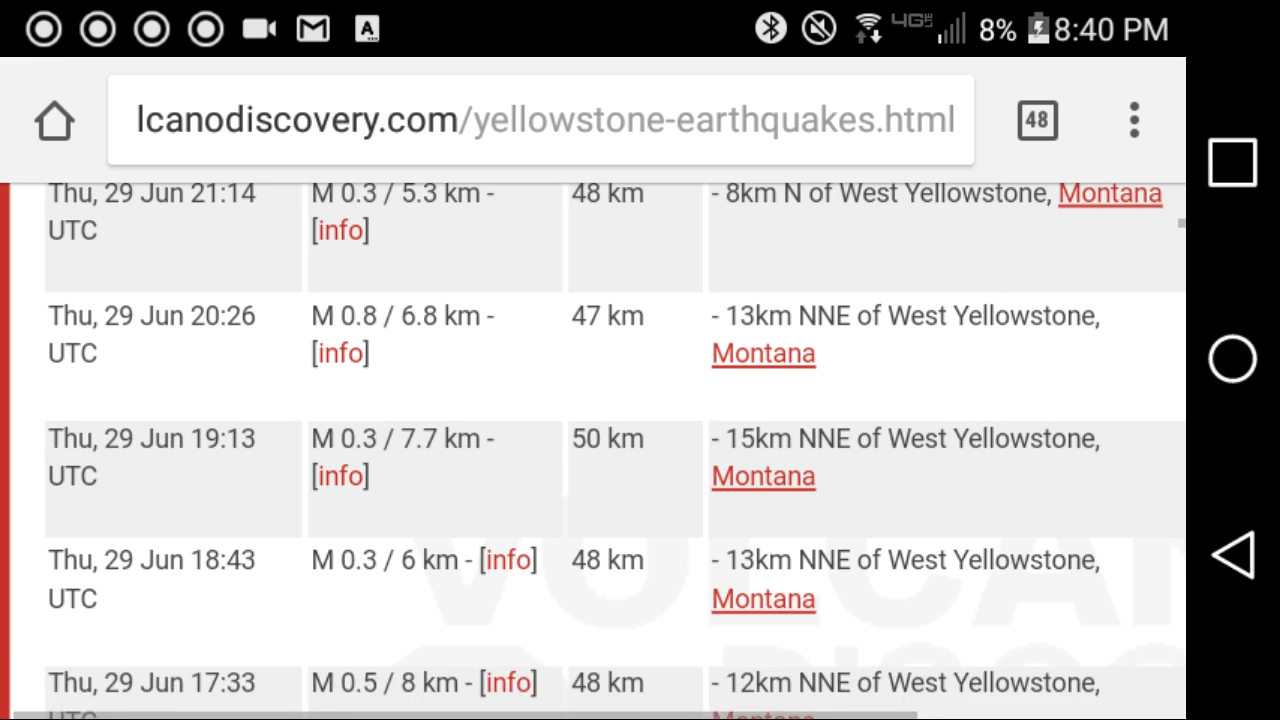 4G LTE 8% 8:40 PM
lcanodiscovery.com/yellowstone-earthquakes.html 48
Thu, 29 Jun 21:14 M 0.3 / 5.3 km - 48 km - 8km N of West Yellowstone, Montana
UTC [info]
Thu, 29 Jun 20:26 M 0.8 / 6.8 km - 47 km - 13km NNE of West Yellowstone,
UTC [info] Montana
Thu, 29 Jun 19:13 M 0.3 / 7.7 km - 50 km - 15km NNE of West Yellowstone,
UTC [info] Montana
Thu, 29 Jun 18:43 M 0.3 / 6 km - [info] 48 km - 13km NNE of West Yellowstone,
UTC Montana
Thu, 29 Jun 17:33 M 0.5 / 8 km - [info] 48 km - 12km NNE of West Yellowstone,
UTC Montana